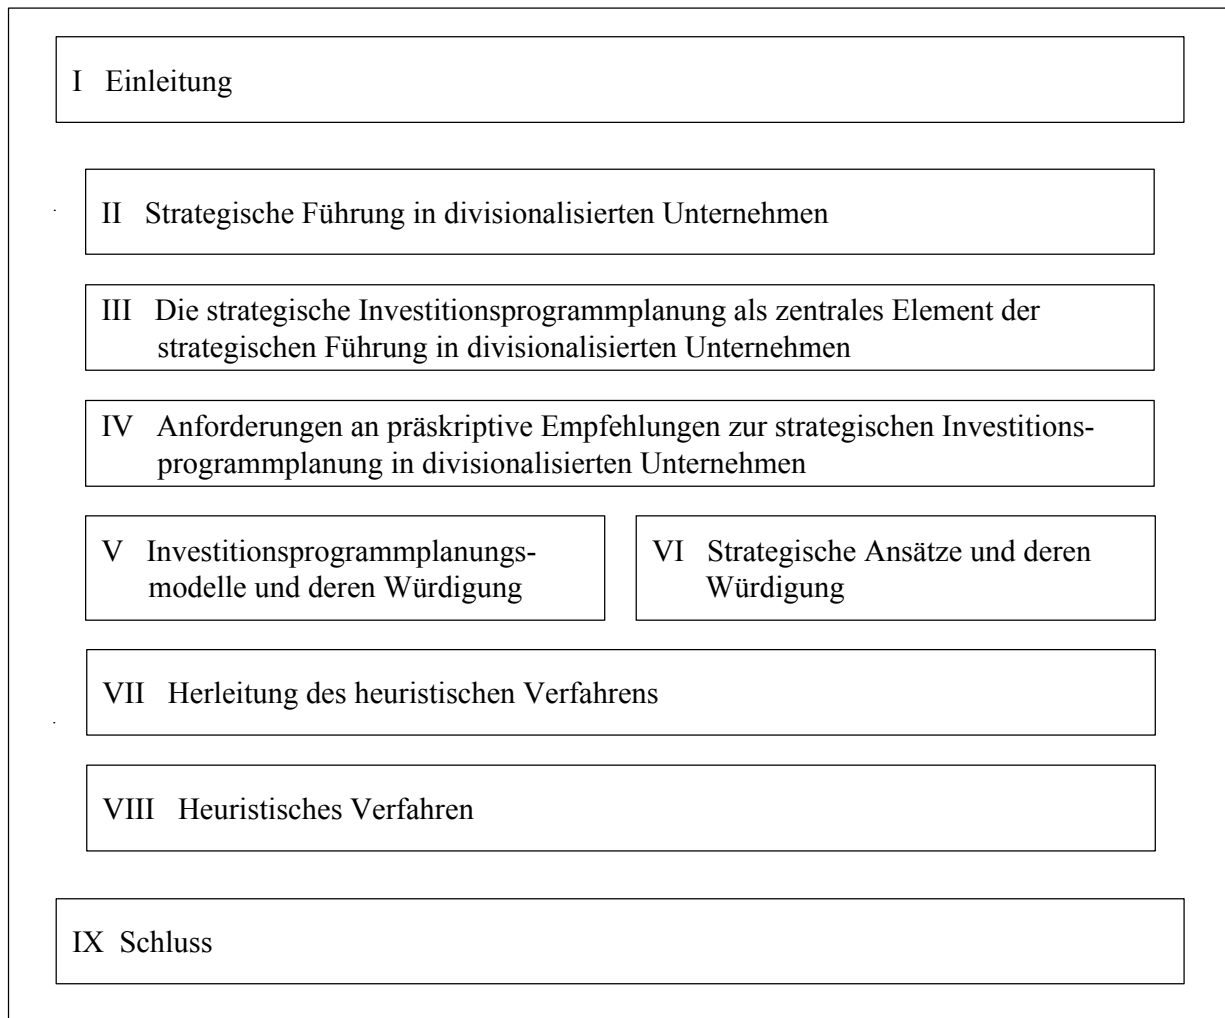 I Einleitung
II Strategische Führung in divisionalisierten Unternehmen
III Die strategische Investitionsprogrammplanung als zentrales Element der
strategischen Führung in divisionalisierten Unternehmen
IV Anforderungen an präskriptive Empfehlungen zur strategischen Investitions-
programmplanung in divisionalisierten Unternehmen
V Investitionsprogrammplanungs-
modelle und deren Würdigung
VI Strategische Ansätze und deren
Würdigung
VII Herleitung des heuristischen Verfahrens
VIII Heuristisches Verfahren
IX Schluss